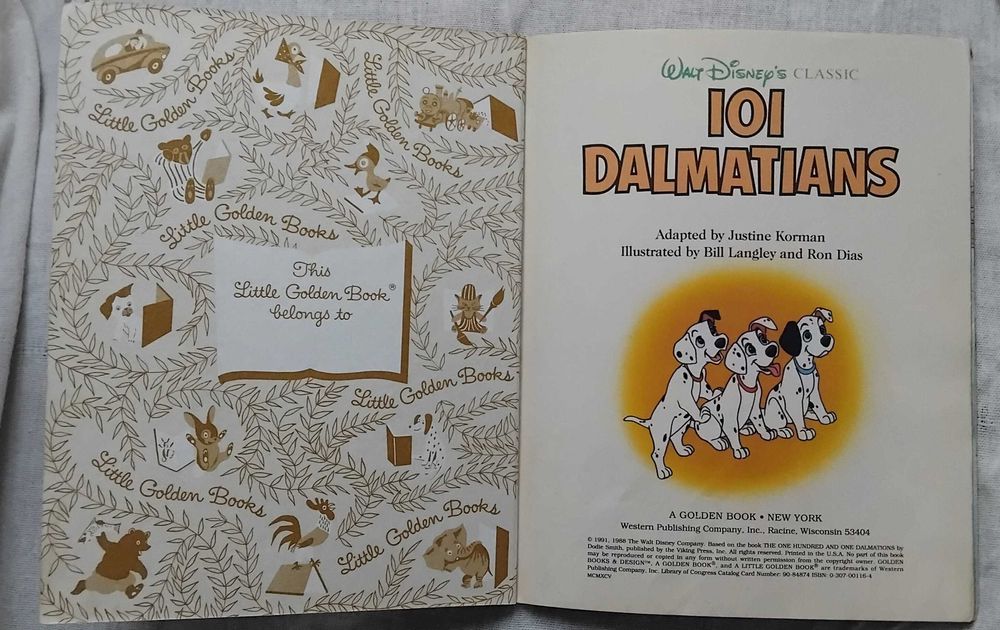 Little Golden Books
Little Golden Books
Little Golden Books
This
Little Golden Book®
belongs to
Little Golden Books
Little Golden Books
Little Golden Books
WALT DISNEY'S CLASSIC
101
DALMATIANS
Adapted by Justine Korman
Illustrated by Bill Langley and Ron Dias
A GOLDEN BOOK • NEW YORK
Western Publishing Company, Inc., Racine, Wisconsin 53404
© 1991, 1988 The Walt Disney Company. Based on the book THE ONE HUNDRED AND ONE DALMATIONS by
Dodie Smith, published by the Viking Press, Inc. All rights reserved. Printed in the U.S.A. No part of this book
may be reproduced or copied in any form without written permission from the copyright owner. GOLDEN
BOOKS & DESIGN™, A GOLDEN BOOK®, and A LITTLE GOLDEN BOOK® are trademarks of Western
Publishing Company, Inc. Library of Congress Catalog Card Number: 90-84874 ISBN: 0-307-00116-4
MCMXCV